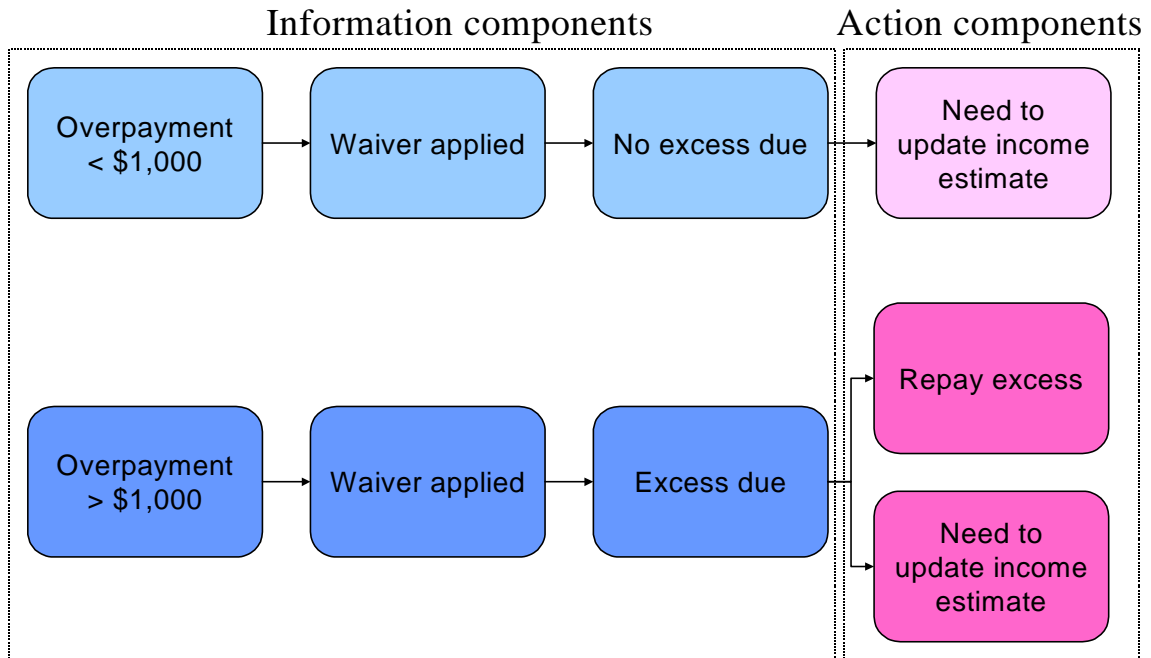 Information components
Action components
Overpayment
< $1,000
Waiver applied
No excess due
Need to
update income
estimate
Overpayment
> $1,000
Waiver applied
Excess due
Repay excess
Need to
update income
estimate